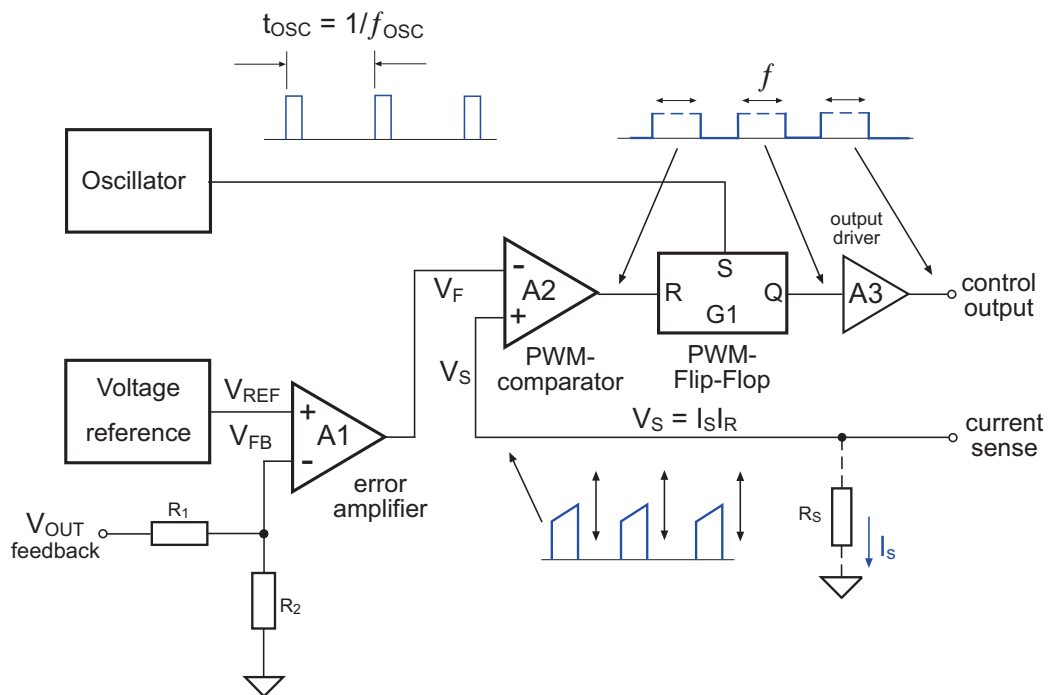 tOSC = 1/fOSC
f
Oscillator
output
driver
S
A2
-
+
R
Q
G1
A3
control
output
VF
PWM-
comparator
PWM-
Flip-Flop
VS
Voltage
reference
VREF
VFB
+
-
A1
error
amplifier
VS = ISIR
current
sense
R1
VOUT
feedback
R2
RS
Is